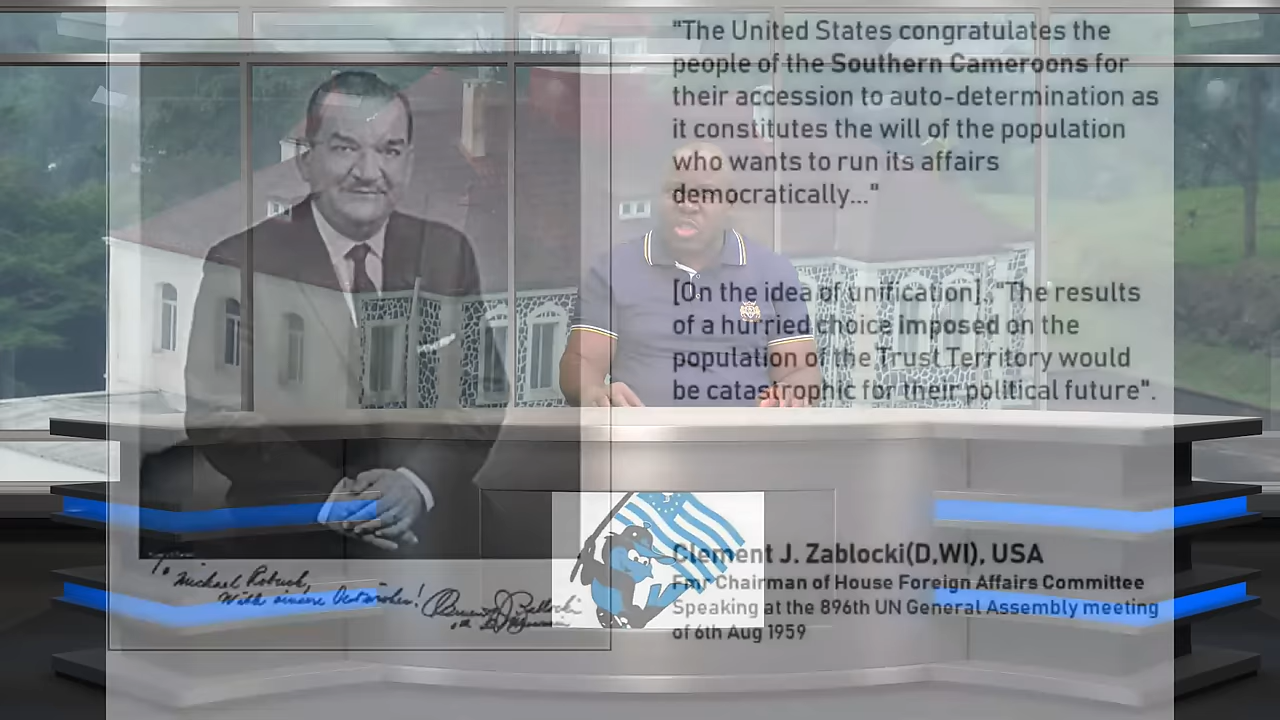 "The United States congratulates the
people of the Southern Cameroons for
their accession to auto-determination as
it constitutes the will of the population
who wants to run its affairs
democratically..."
[On the idea of unification]. "The results
of a hurried choice imposed on the
population of the Trust Territory would
be catastrophic for their political future".
Clement J. Zablocki(D,WI), USA
Fmr Chairman of House Foreign Affairs Committee
Speaking at the 896th UN General Assembly meeting
of 6th Aug 1959
To Michael
With sincere